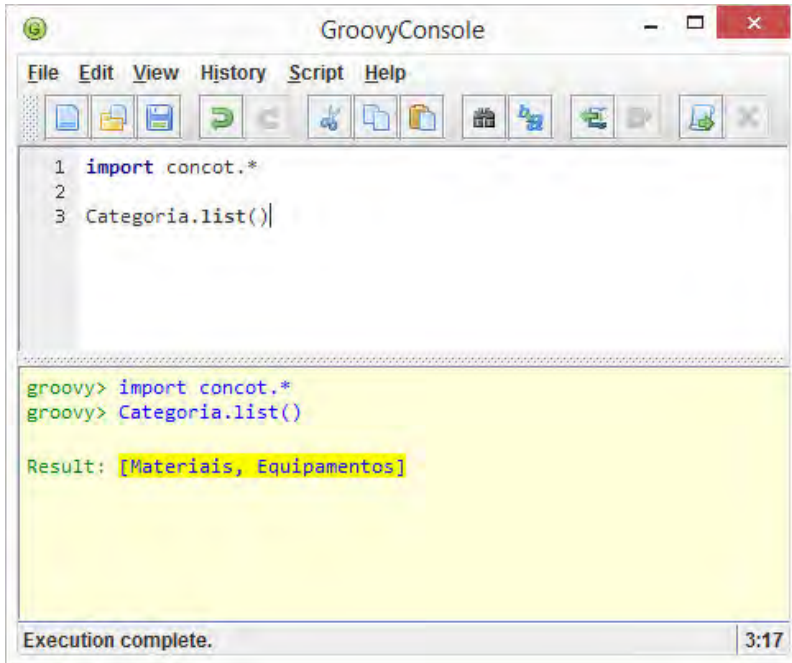 GroovyConsole
File Edit View History Script Help
1 import concot.*
2
3 Categoria.list()
groovy> import concot.*
groovy> Categoria.list()
Result: [Materiais, Equipamentos]
Execution complete. 3:17